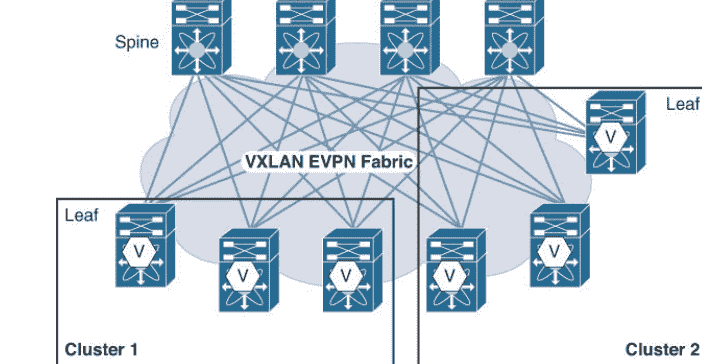 Spine
Leaf
VXLAN EVPN Fabric
V
Leaf
V
V
V
V
V
Cluster 1
Cluster 2